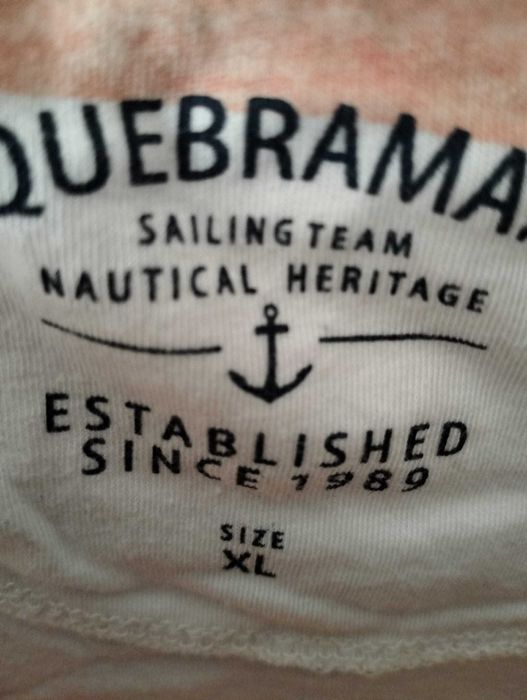 QUEBRAMA
SAILING TEAM
NAUTICAL HERITAGE
ESTABLISHED
SINCE 1989
SIZE
XL